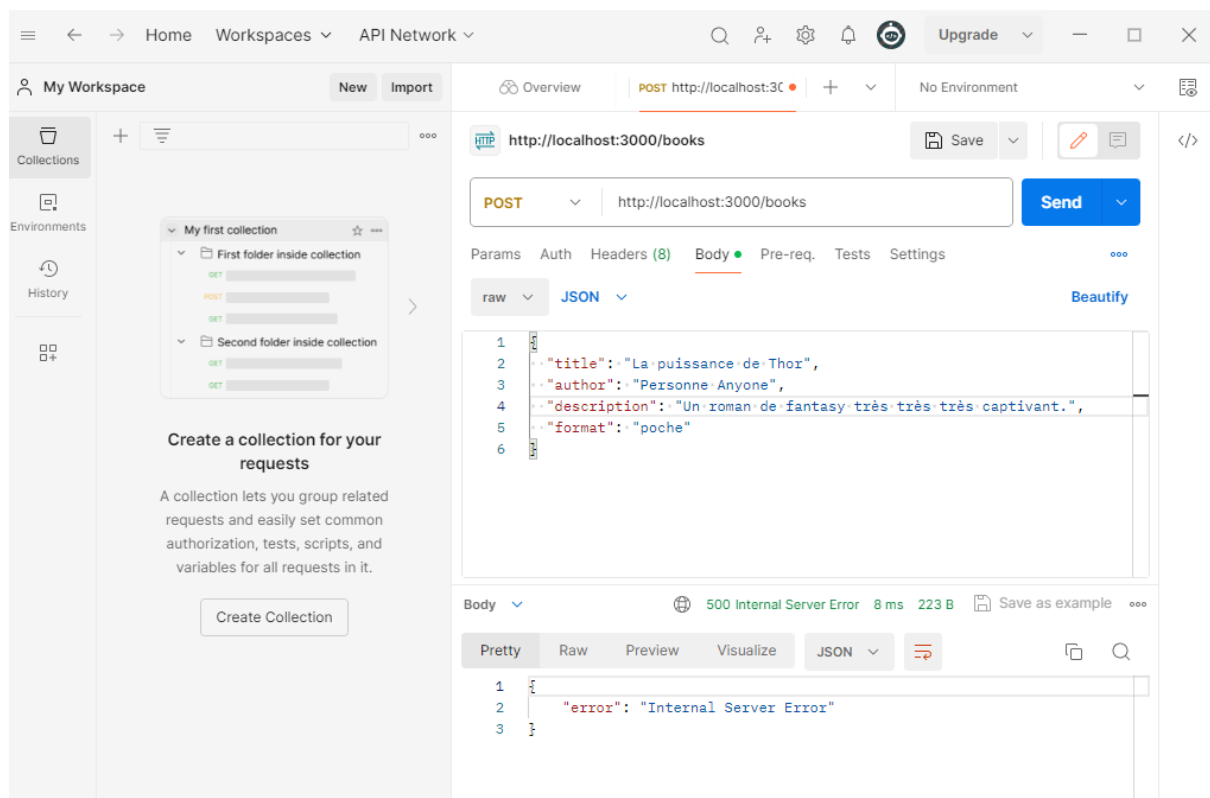 Home Workspaces API Network Upgrade
My Workspace New Import
Overview POST http://localhost:3( No Environment
Collections
Environments
History
My first collection
First folder inside collection
GET
POST
GET
Second folder inside collection
GET
GET
Create a collection for your
requests
A collection lets you group related
requests and easily set common
authorization, tests, scripts, and
variables for all requests in it.
Create Collection
HTTP http://localhost:3000/books Save
POST http://localhost:3000/books Send
Params Auth Headers (8) Body Pre-req. Tests Settings
raw JSON Beautify
1 {
2 "title": "La puissance de Thor",
3 "author": "Personne Anyone",
4 "description": "Un roman de fantasy très très très captivant.",
5 "format": "poche"
6 }
Body 500 Internal Server Error 8 ms 223 B Save as example
Pretty Raw Preview Visualize JSON
1 {
2 "error": "Internal Server Error"
3 }